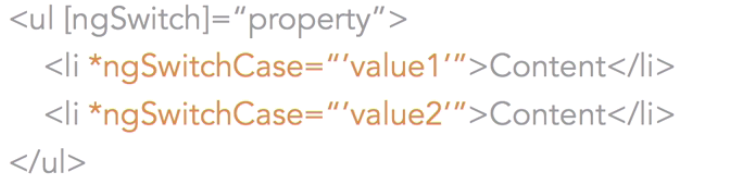 <ul [ngSwitch]=“property”>
<li *ngSwitchCase=“’value1’”>Content</li>
<li *ngSwitchCase=“’value2’”>Content</li>
</ul>